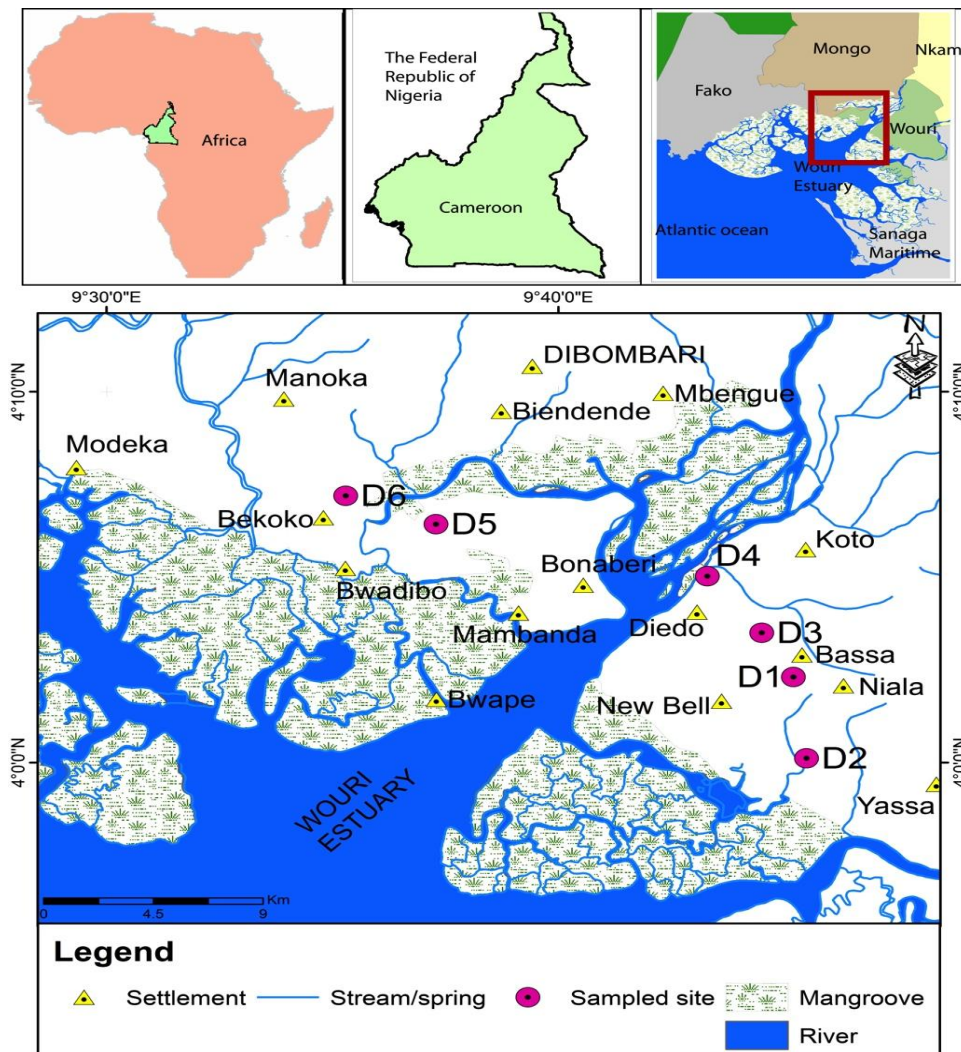 Africa
The Federal
Republic of
Nigeria
Cameroon
Mongo
Nkam
Fako
Wouri
Wouri
Estuary
Atlantic ocean
Sanaga
Maritime
9°30'0"E
9°40'0"E
N
4°10'0"N
4°10'0"N
DIBOMBARI
Manoka
Mbengue
Biendende
Modeka
D6
Bekoko
D5
Koto
D4
Bonaberi
Bwadibo
Mambanda
Diedo
D3
Bassa
D1
Niala
Bwape
New Bell
D2
4°0'0"N
4°0'0"N
Yassa
WOURI
ESTUARY
Km
0 4.5 9
Legend
Settlement Stream/spring Sampled site Mangroove
River